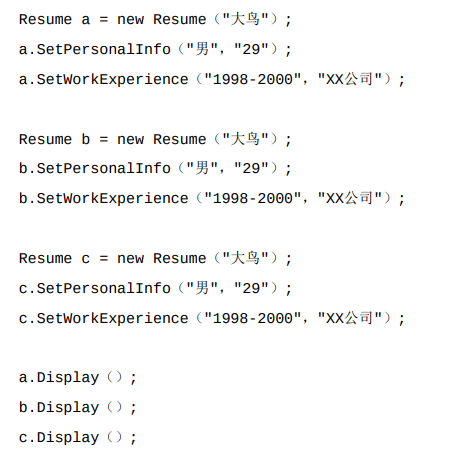 Resume a = new Resume（"大鸟"）;
a.SetPersonalInfo（"男"，"29"）;
a.SetWorkExperience（"1998-2000"，"XX公司"）;
Resume b = new Resume（"大鸟"）;
b.SetPersonalInfo（"男"，"29"）;
b.SetWorkExperience（"1998-2000"，"XX公司"）;
Resume c = new Resume（"大鸟"）;
c.SetPersonalInfo（"男"，"29"）;
c.SetWorkExperience（"1998-2000"，"XX公司"）;
a.Display（）;
b.Display（）;
c.Display（）;